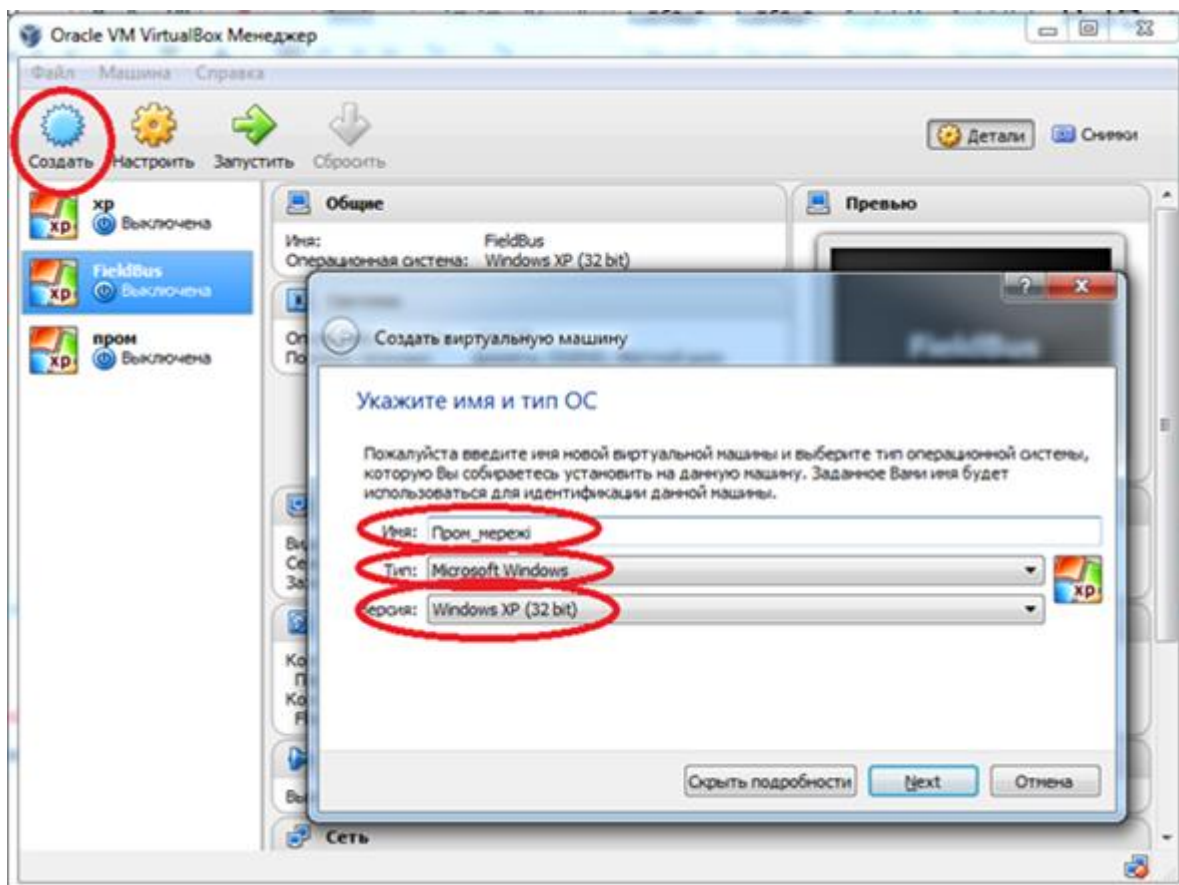 Oracle VM VirtualBox Менеджер
Файл Машина Справка
Создать Настроить Запустить Сбросить
Детали Снимки
xp
Выключена
FieldBus
Выключена
пром
Выключена
Общие
Имя: FieldBus
Операционная система: Windows XP (32 bit)
Превью
FieldBus
Создать виртуальную машину
Укажите имя и тип ОС
Пожалуйста введите имя новой виртуальной машины и выберите тип операционной системы,
которую Вы собираетесь установить на данную машину. Заданное Вами имя будет
использоваться для идентификации данной машины.
Имя: Пром_мережі
Тип: Microsoft Windows
Версия: Windows XP (32 bit)
Скрыть подробности Next Отмена
Сеть